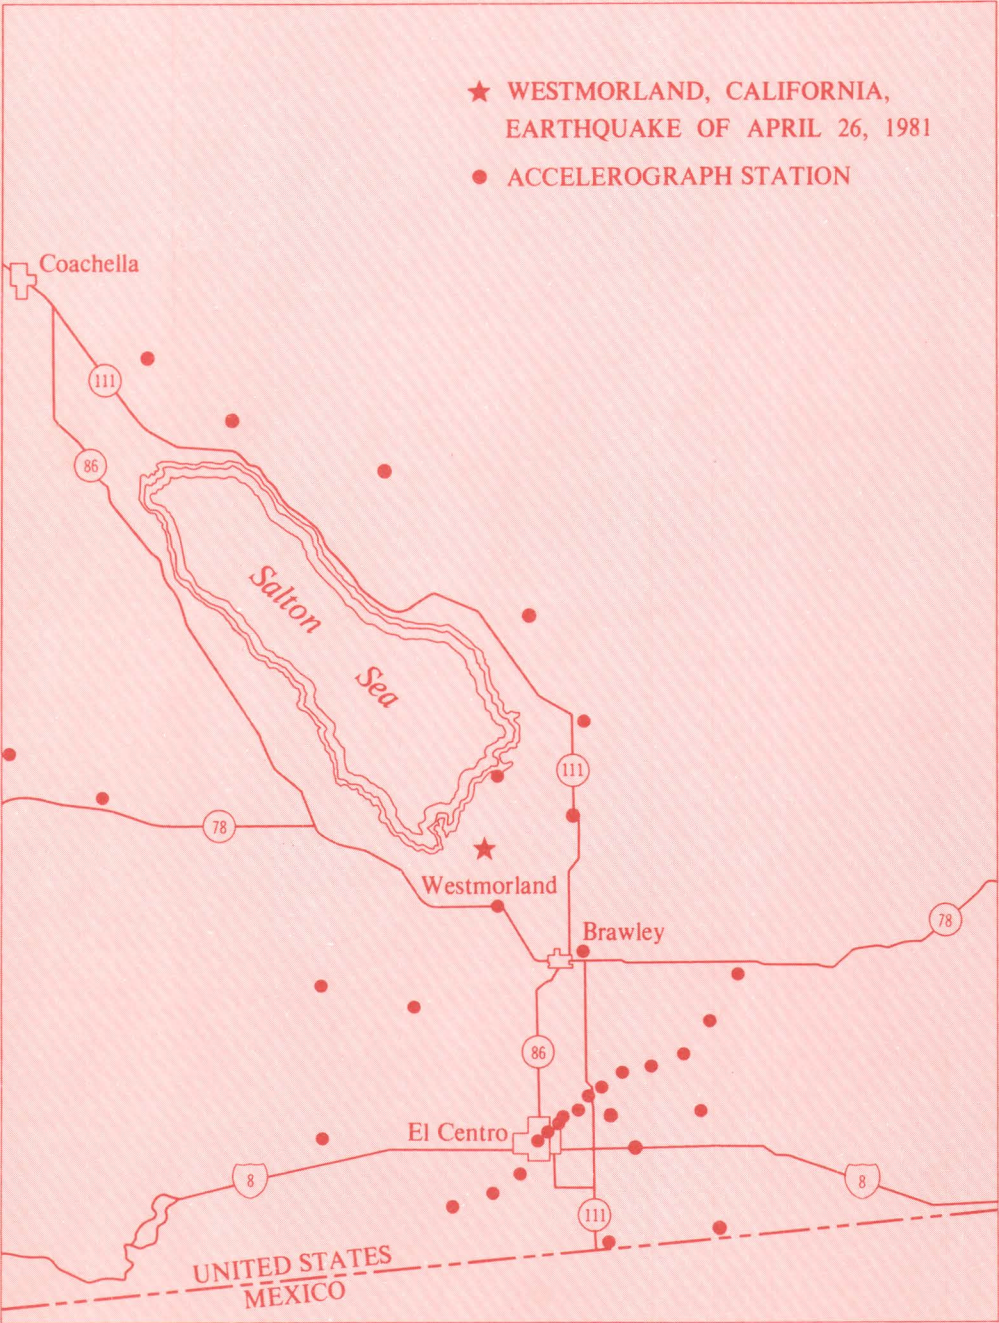 WESTMORLAND, CALIFORNIA,
EARTHQUAKE OF APRIL 26, 1981
ACCELEROGRAPH STATION
Coachella
111
86
Salton
Sea
111
78
Westmorland
78
Brawley
86
El Centro
8
8
111
UNITED STATES
MEXICO